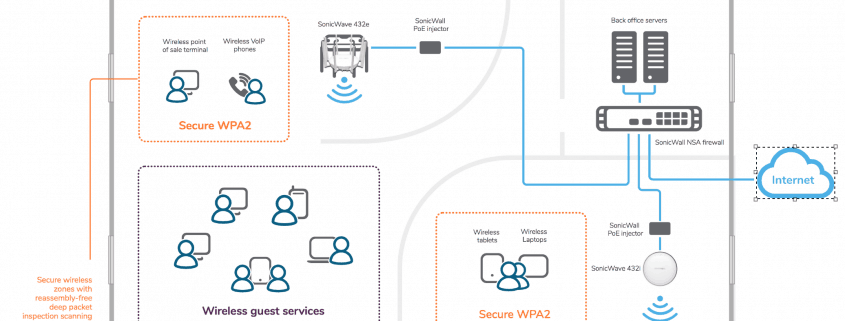 SonicWave 432e
SonicWall
PoE injector
Back office servers
Wireless point
of sale terminal
Wireless VoIP
phones
Secure WPA2
SonicWall NSA firewall
Internet
SonicWall
PoE injector
Wireless
tablets
Wireless
Laptops
SonicWave 432i
Secure wireless
zones with
reassembly-free
deep packet
inspection scanning
Wireless guest services
Secure WPA2